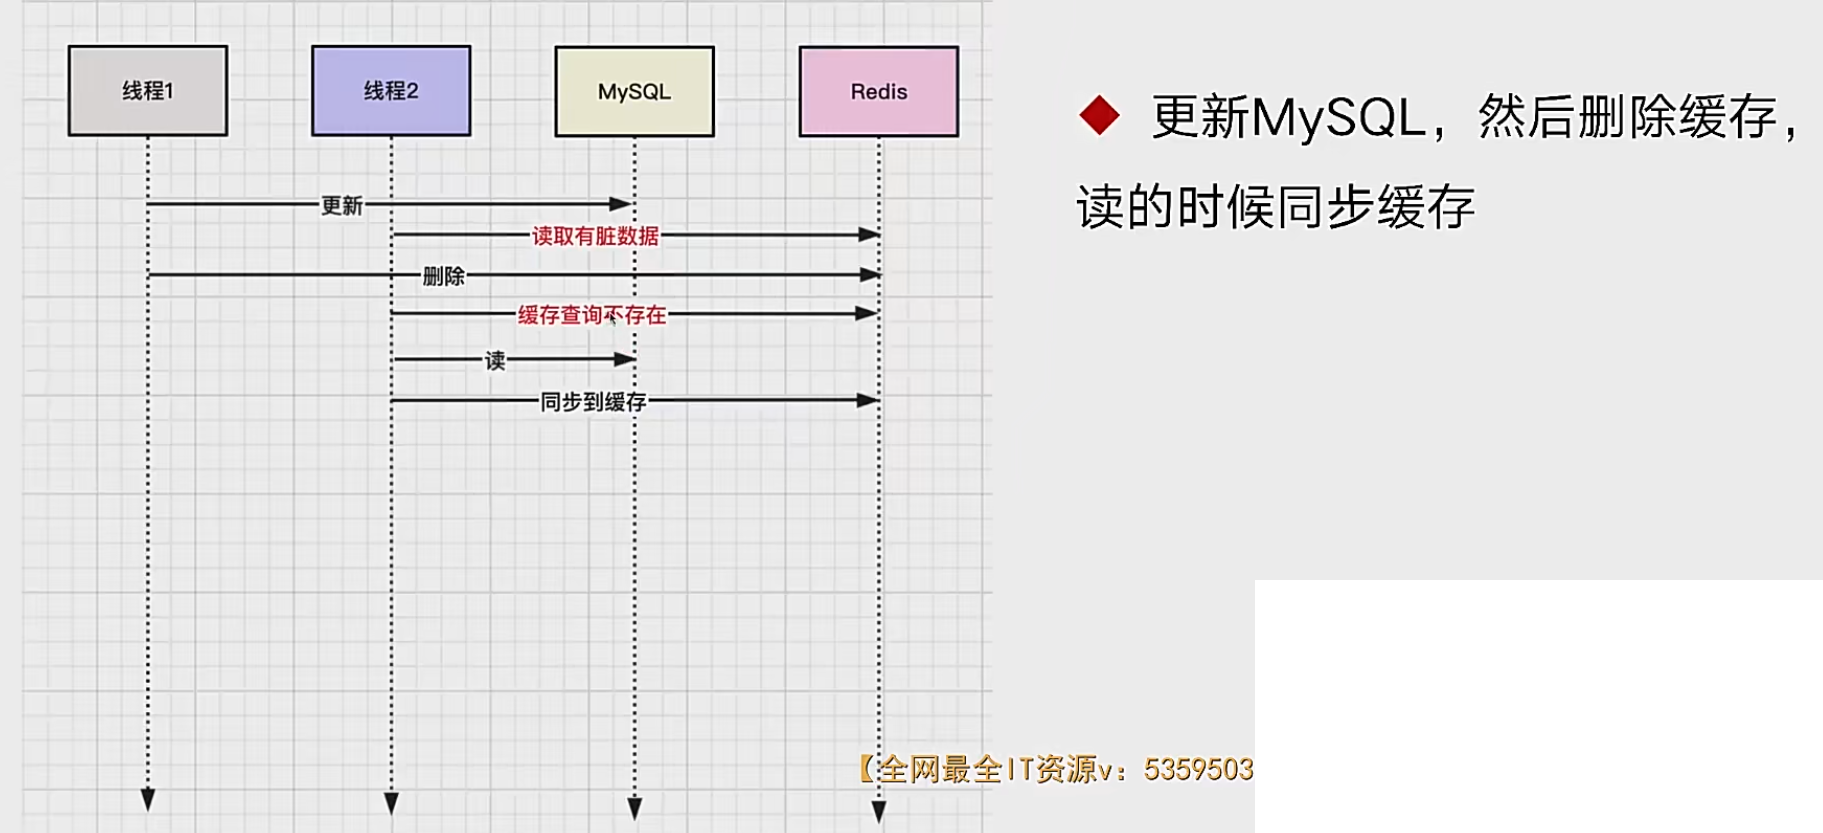 线程1
线程2
MySQL
Redis
更新
读取有脏数据
删除
缓存查询不存在
读
同步到缓存
更新MySQL，然后删除缓存，
读的时候同步缓存
【全网最全IT资源v：5359503